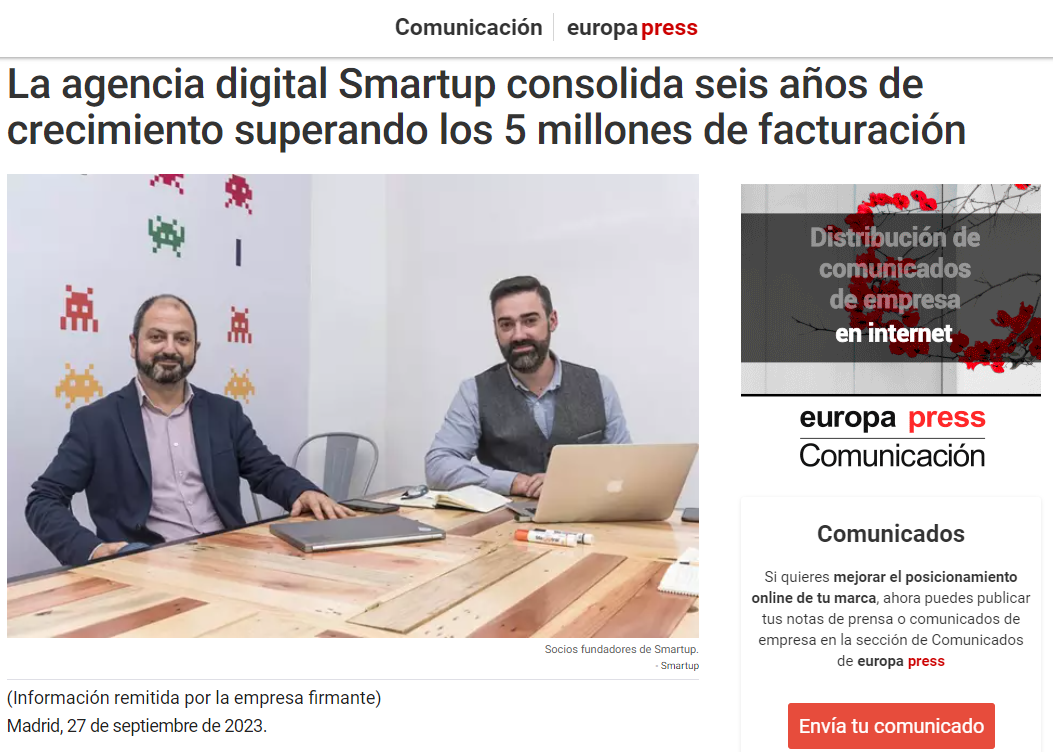 Comunicación europa press
La agencia digital Smartup consolida seis años de
crecimiento superando los 5 millones de facturación
Socios fundadores de Smartup.
- Smartup
(Información remitida por la empresa firmante)
Madrid, 27 de septiembre de 2023.
Distribución de
comunicados
de empresa
en internet
europa press
Comunicación
Comunicados
Si quieres mejorar el posicionamiento
online de tu marca, ahora puedes publicar
tus notas de prensa o comunicados de
empresa en la sección de Comunicados
de europa press
Envía tu comunicado